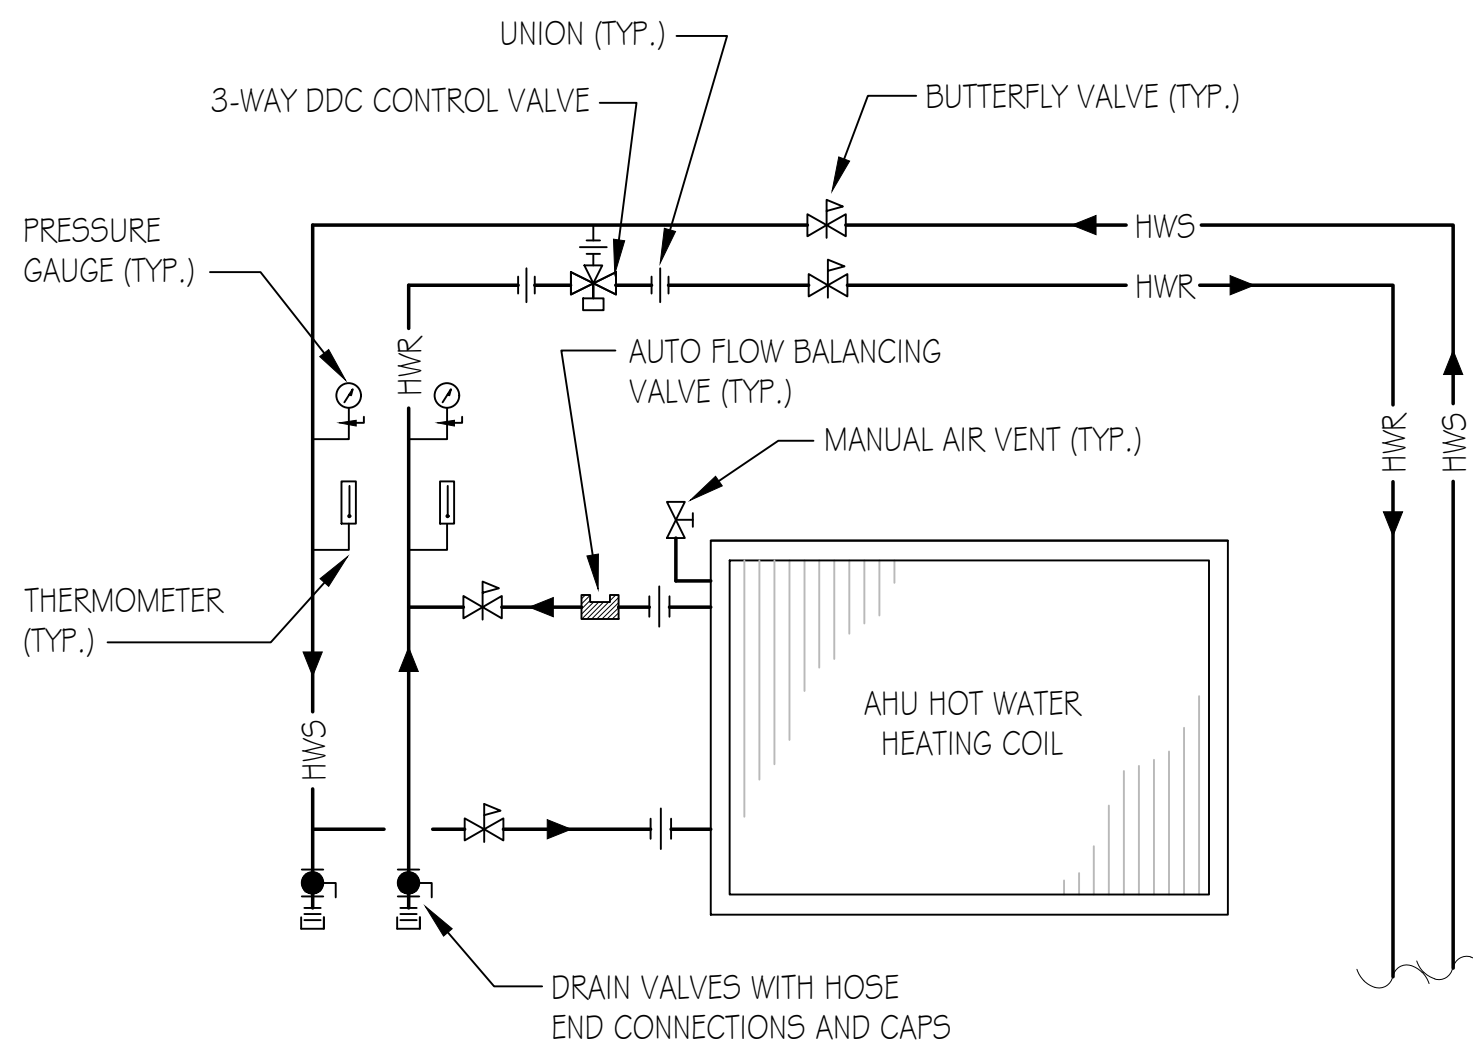 UNION (TYP.)
3-WAY DDC CONTROL VALVE
BUTTERFLY VALVE (TYP.)
PRESSURE
GAUGE (TYP.)
HWS
HWR
HWR
AUTO FLOW BALANCING
VALVE (TYP.)
MANUAL AIR VENT (TYP.)
HWR
HWS
THERMOMETER
(TYP.)
AHU HOT WATER
HEATING COIL
HWS
DRAIN VALVES WITH HOSE
END CONNECTIONS AND CAPS